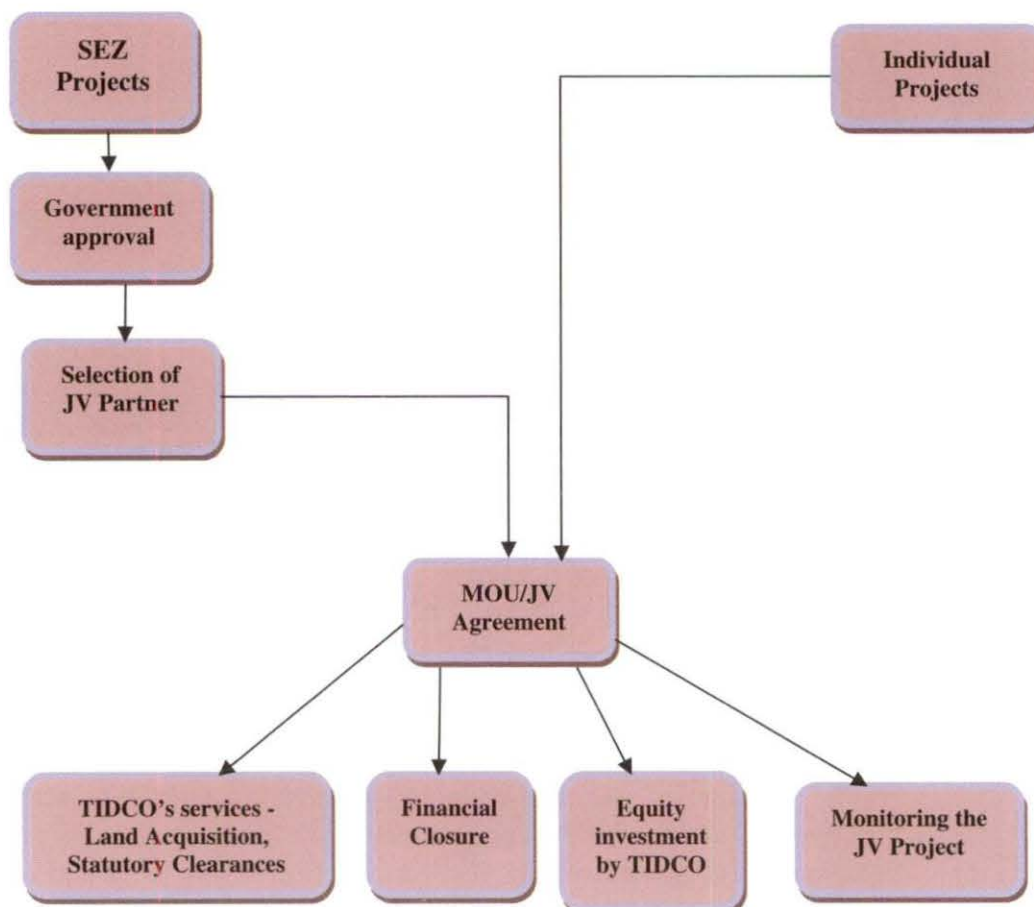 SEZ
Projects
Individual
Projects
Government
approval
Selection of
JV Partner
MOU/JV
Agreement
TIDCO's services -
Land Acquisition,
Statutory Clearances
Financial
Closure
Equity
investment
by TIDCO
Monitoring the
JV Project